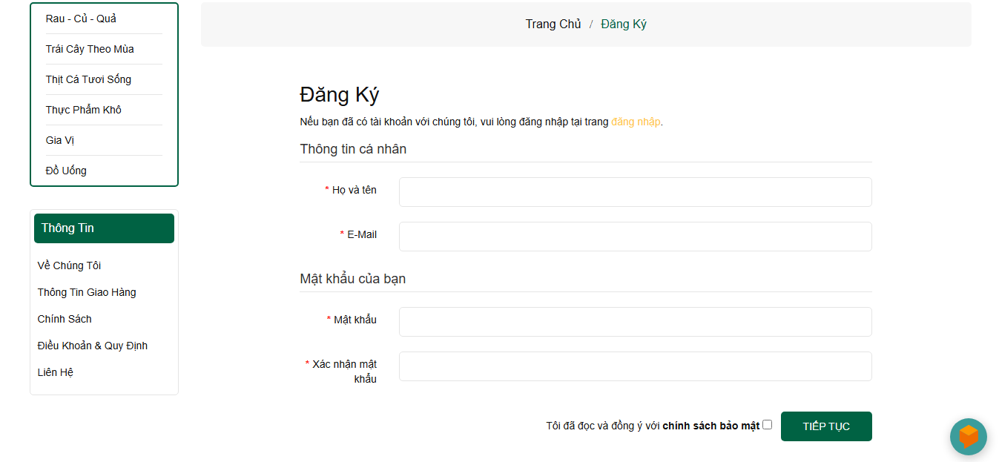 Rau - Củ - Quả
Trái Cây Theo Mùa
Thịt Cá Tươi Sống
Thực Phẩm Khô
Gia Vị
Đồ Uống
Thông Tin
Về Chúng Tôi
Thông Tin Giao Hàng
Chính Sách
Điều Khoản & Quy Định
Liên Hệ
Trang Chủ / Đăng Ký
Đăng Ký
Nếu bạn đã có tài khoản với chúng tôi, vui lòng đăng nhập tại trang đăng nhập.
Thông tin cá nhân
* Họ và tên
* E-Mail
Mật khẩu của bạn
* Mật khẩu
* Xác nhận mật
khẩu
Tôi đã đọc và đồng ý với chính sách bảo mật
TIẾP TỤC